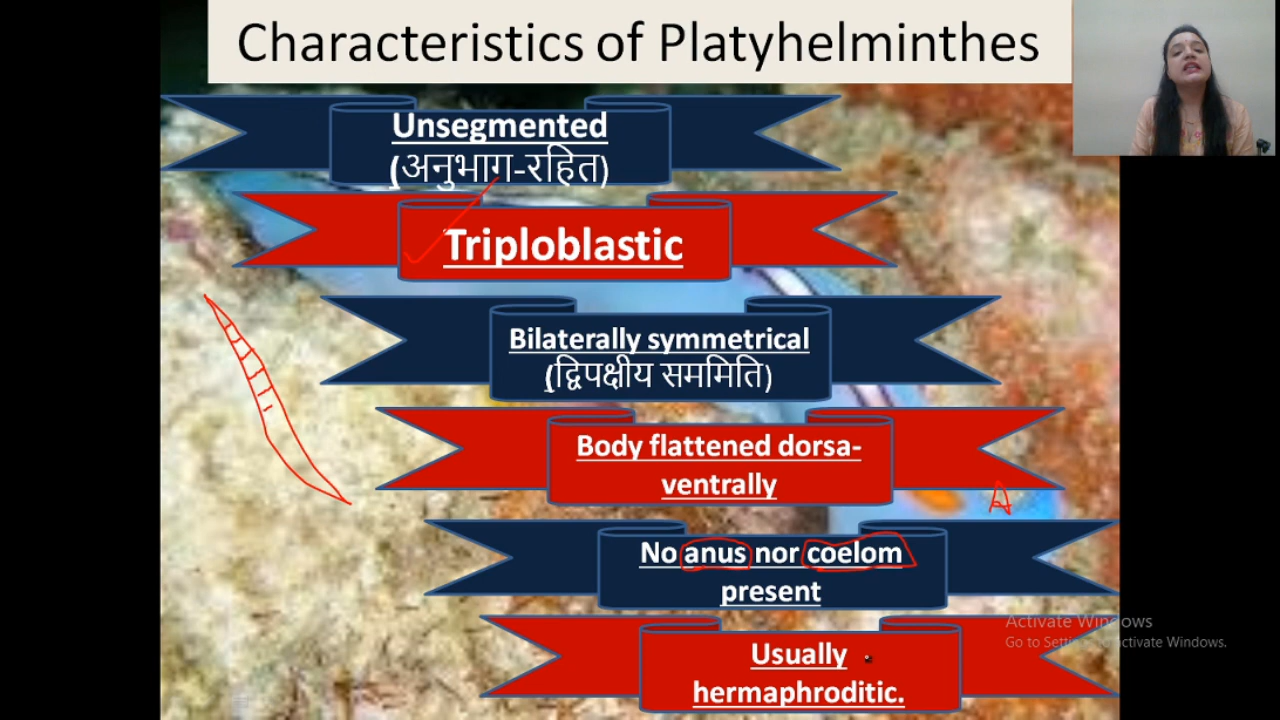 Characteristics of Platyhelminthes
Unsegmented
(अनुभाग-रहित)
Triploblastic
Bilaterally symmetrical
(द्विपक्षीय सममिति)
Body flattened dorsa-
ventrally
No anus nor coelom
present
A
Usually
hermaphroditic.
Activate Windows
Go to Settings to activate Windows.